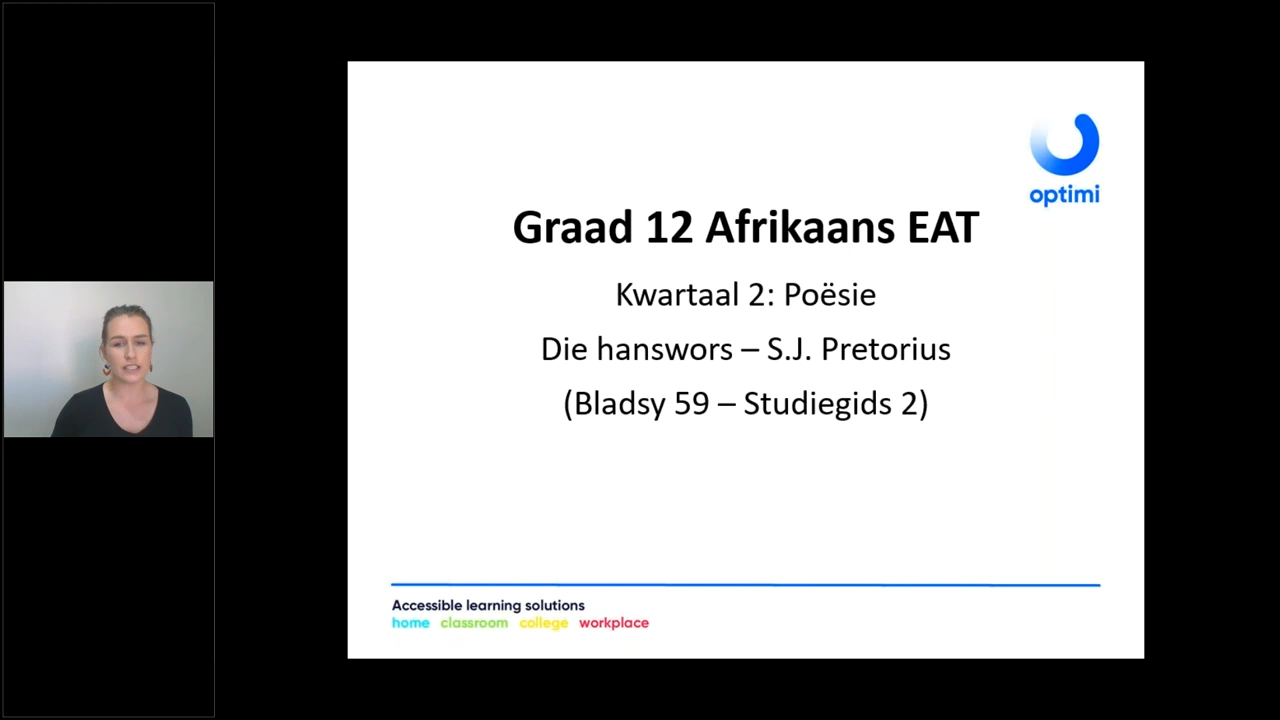 optimi
Graad 12 Afrikaans EAT
Kwartaal 2: Poësie
Die hanswors – S.J. Pretorius
(Bladsy 59 – Studiegids 2)
Accessible learning solutions
home classroom college workplace